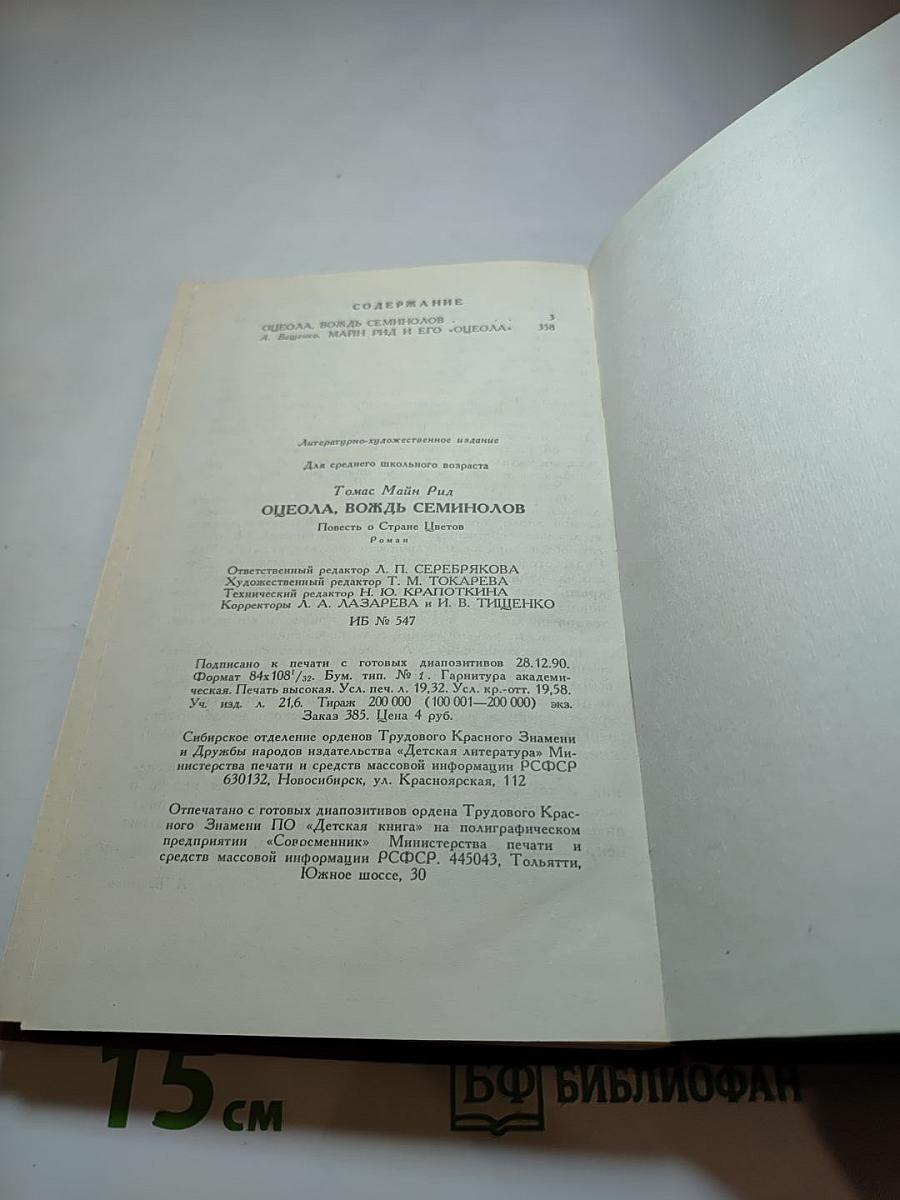 СОДЕРЖАНИЕ
ОЦЕОЛА, ВОЖДЬ СЕМИНОЛОВ . . . 3
А. Ващенко. МАЙН РИД И ЕГО «ОЦЕОЛА» 358
Литературно-художественное издание
Для среднего школьного возраста
Томас Майн Рид
ОЦЕОЛА, ВОЖДЬ СЕМИНОЛОВ
Повесть о Стране Цветов
Роман
Ответственный редактор Л. П. СЕРЕБРЯКОВА
Художественный редактор Т. М. ТОКАРЕВА
Технический редактор Н. Ю. КРАПОТКИНА
Корректоры Л. А. ЛАЗАРЕВА и И. В. ТИЩЕНКО
ИБ № 547
Подписано к печати с готовых диапозитивов 28.12.90.
Формат 84х108¹/₃₂. Бум. тип. № 1. Гарнитура академи-
ческая. Печать высокая. Усл. печ. л. 19,32. Усл. кр.-отт. 19,58.
Уч. изд. л. 21,6. Тираж 200 000 (100 001—200 000) экз.
Заказ 385. Цена 4 руб.
Сибирское отделение орденов Трудового Красного Знамени
и Дружбы народов издательства «Детская литература» Ми-
нистерства печати и средств массовой информации РСФСР
630132, Новосибирск, ул. Красноярская, 112
Отпечатано с готовых диапозитивов ордена Трудового Крас-
ного Знамени ПО «Детская книга» на полиграфическом
предприятии «Соврсменник» Министерства печати и
средств массовой информации РСФСР. 445043, Тольятти,
Южное шоссе, 30
15 см
БФ БИБЛИОФАН